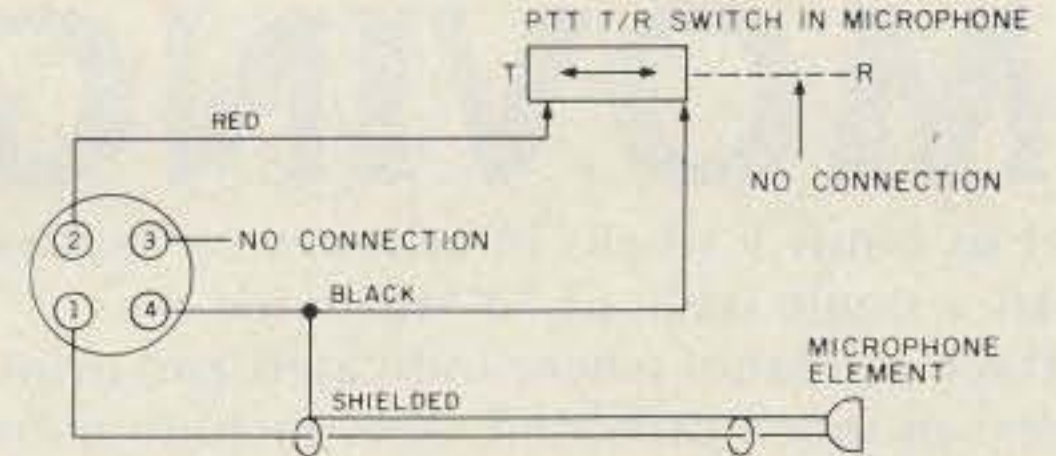 PTT T/R SWITCH IN MICROPHONE
T
R
RED
NO CONNECTION
2
3
NO CONNECTION
1
4
BLACK
MICROPHONE
ELEMENT
SHIELDED